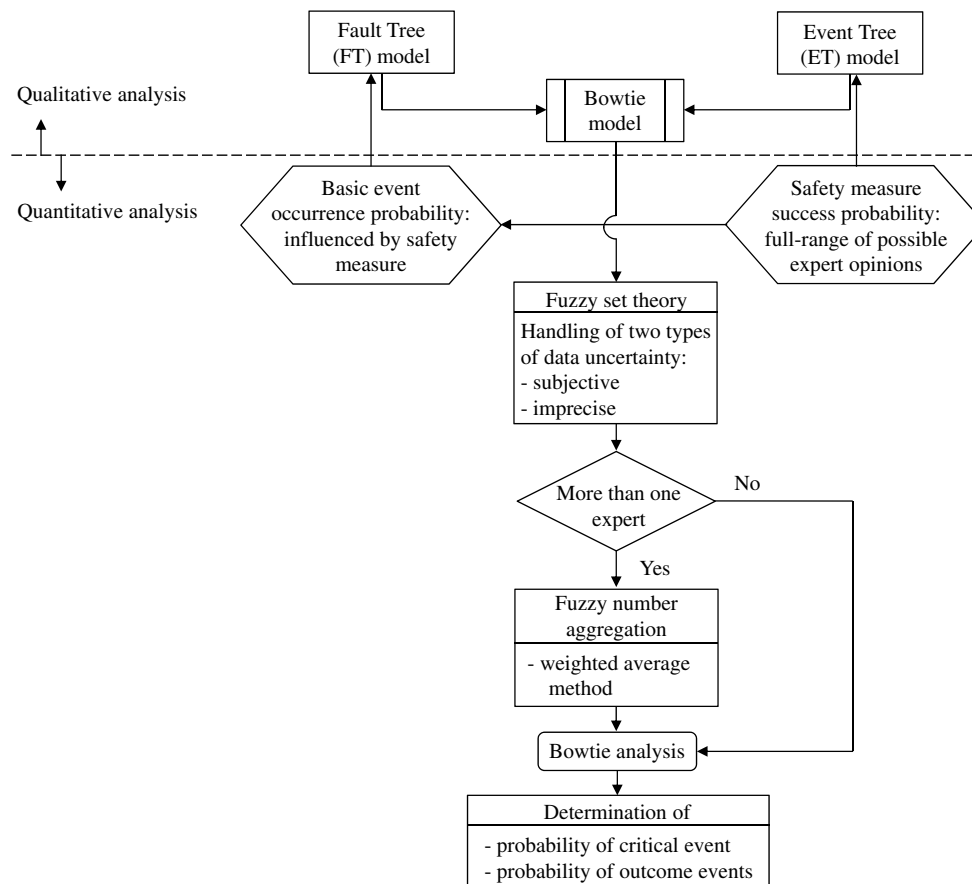 Fault Tree
(FT) model
Event Tree
(ET) model
Qualitative analysis
Bowtie
model
Quantitative analysis
Basic event
occurrence probability:
influenced by safety
measure
Safety measure
success probability:
full-range of possible
expert opinions
Fuzzy set theory
Handling of two types
of data uncertainty:
- subjective
- imprecise
More than one
expert
No
Yes
Fuzzy number
aggregation
- weighted average
method
Bowtie analysis
Determination of
- probability of critical event
- probability of outcome events